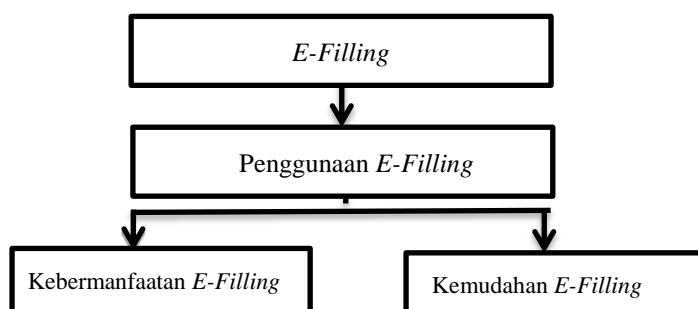 E-Filling
Penggunaan E-Filling
Kebermanfaatan E-Filling
Kemudahan E-Filling